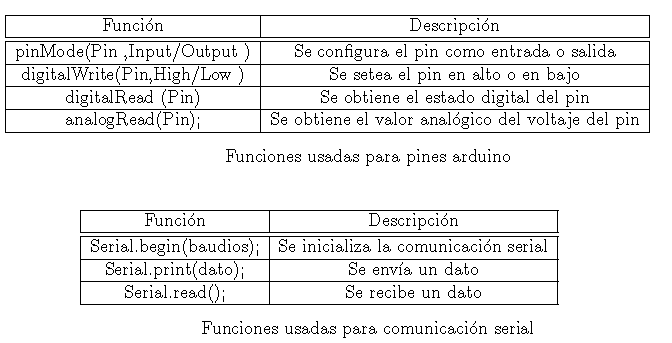 Función Descripción
pinMode(Pin ,Input/Output ) Se configura el pin como entrada o salida
digitalWrite(Pin,High/Low ) Se setea el pin en alto o en bajo
digitalRead (Pin) Se obtiene el estado digital del pin
analogRead(Pin); Se obtiene el valor analógico del voltaje del pin
Funciones usadas para pines arduino
Función Descripción
Serial.begin(baudios); Se inicializa la comunicación serial
Serial.print(dato); Se envía un dato
Serial.read(); Se recibe un dato
Funciones usadas para comunicación serial